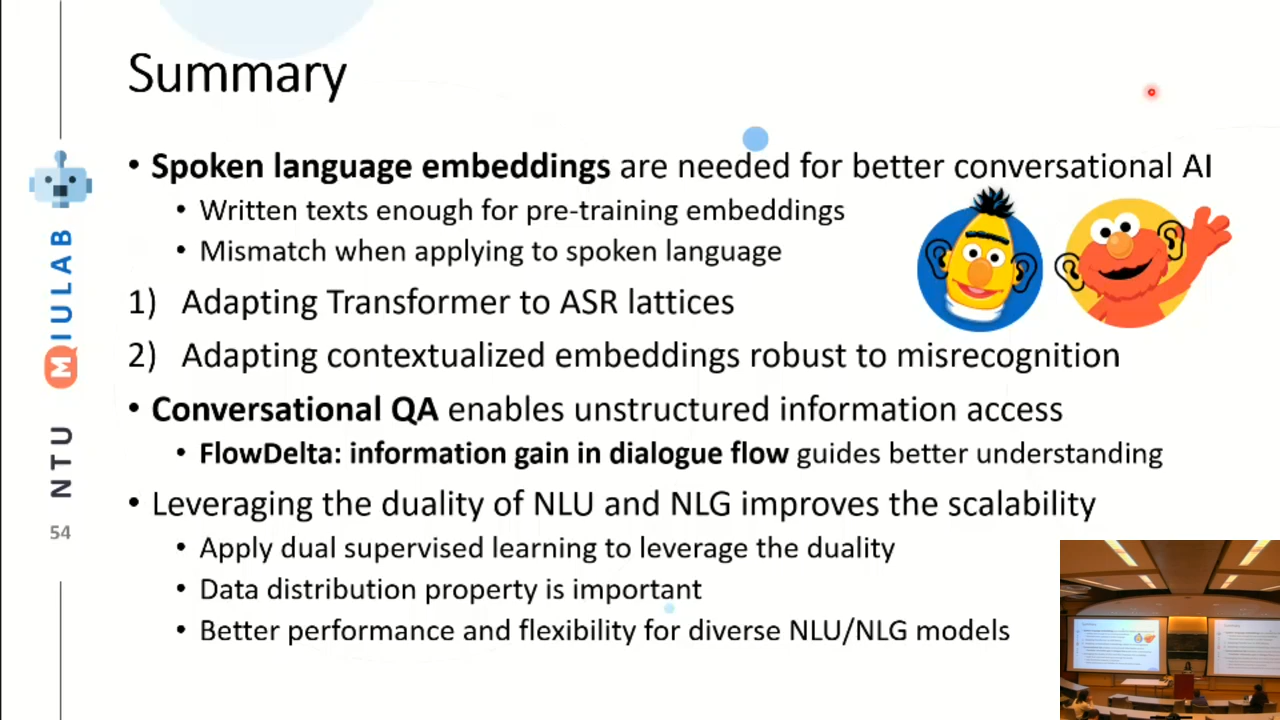 Summary
• Spoken language embeddings are needed for better conversational AI
• Written texts enough for pre-training embeddings
• Mismatch when applying to spoken language
1) Adapting Transformer to ASR lattices
2) Adapting contextualized embeddings robust to misrecognition
• Conversational QA enables unstructured information access
• FlowDelta: information gain in dialogue flow guides better understanding
• Leveraging the duality of NLU and NLG improves the scalability
• Apply dual supervised learning to leverage the duality
• Data distribution property is important
• Better performance and flexibility for diverse NLU/NLG models
NTU MIULAB
54